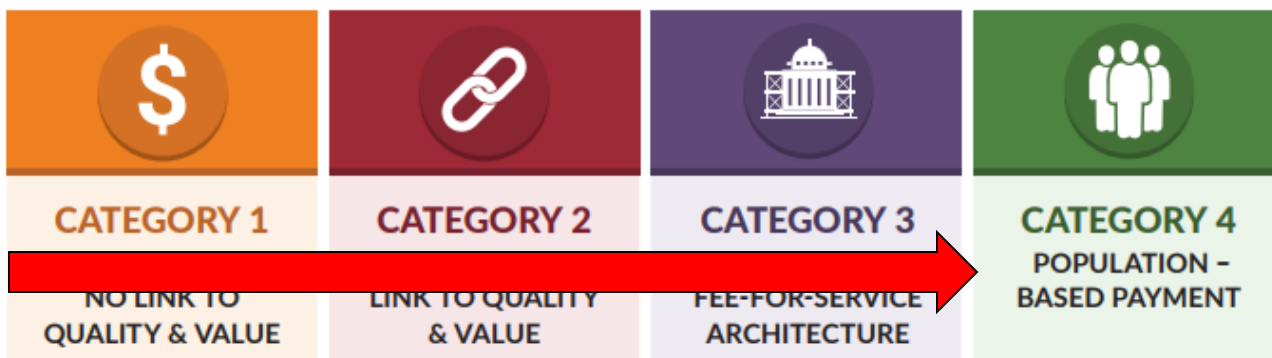 $
CATEGORY 1
NO LINK TO
QUALITY & VALUE
CATEGORY 2
LINK TO QUALITY
& VALUE
CATEGORY 3
FEE-FOR-SERVICE
ARCHITECTURE
CATEGORY 4
POPULATION –
BASED PAYMENT